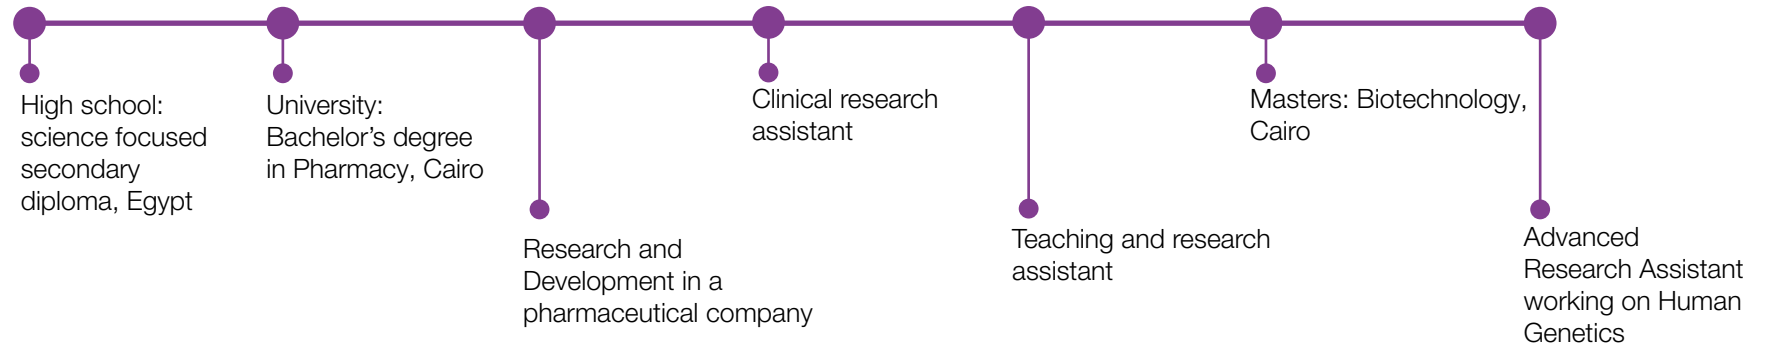 High school:
science focused
secondary
diploma, Egypt
University:
Bachelor’s degree
in Pharmacy, Cairo
Research and
Development in a
pharmaceutical company
Clinical research
assistant
Teaching and research
assistant
Masters: Biotechnology,
Cairo
Advanced
Research Assistant
working on Human
Genetics